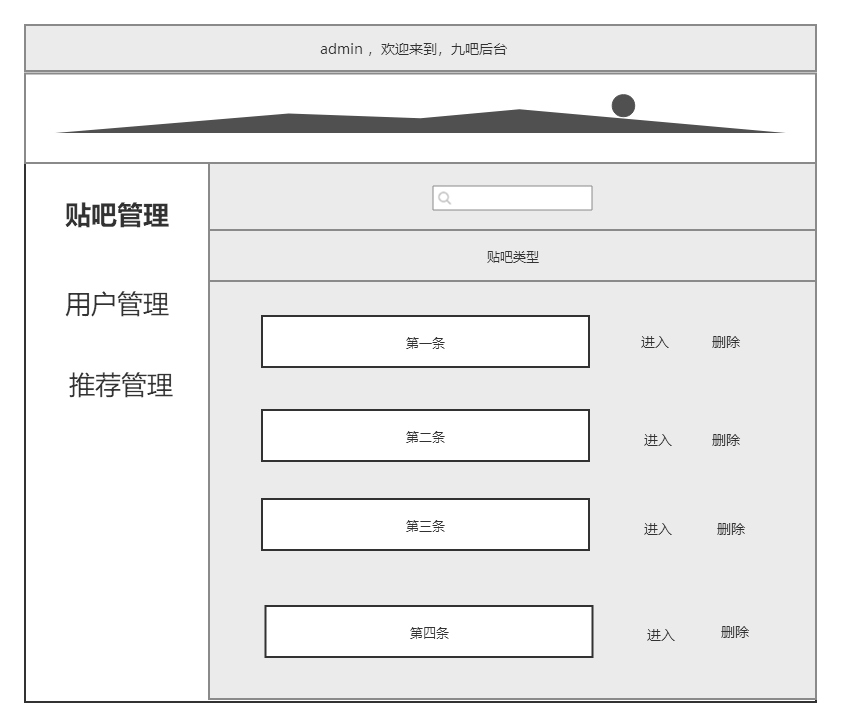 admin ，欢迎来到，九吧后台
贴吧管理
用户管理
推荐管理
贴吧类型
第一条 进入 删除
第二条 进入 删除
第三条 进入 删除
第四条 进入 删除